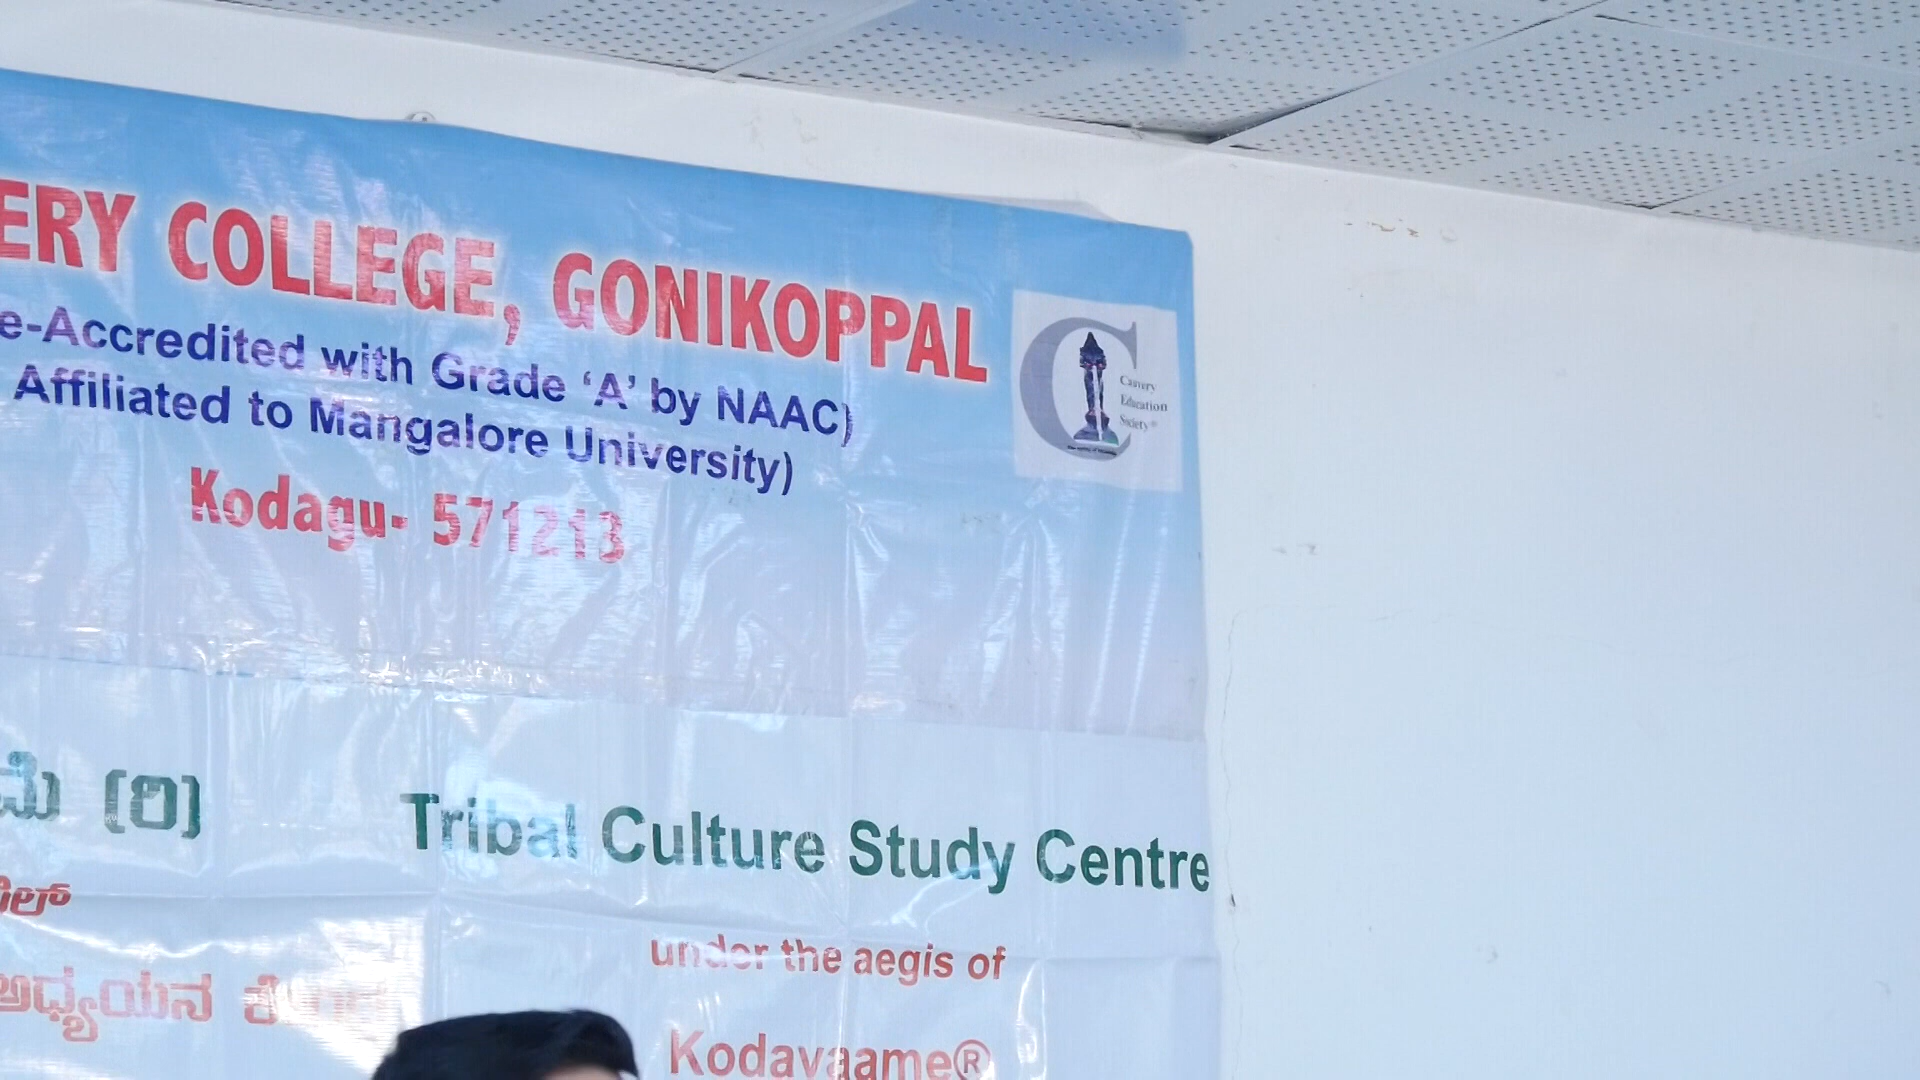 ERY COLLEGE, GONIKOPPAL
e-Accredited with Grade ‘A’ by NAAC)
Affiliated to Mangalore University)
Kodagu- 571213
Cauvery
Education
Society®
ಮೆ (ರಿ)
Tribal Culture Study Centre
under the aegis of
ಅಧ್ಯಯನ
Kodavaame®